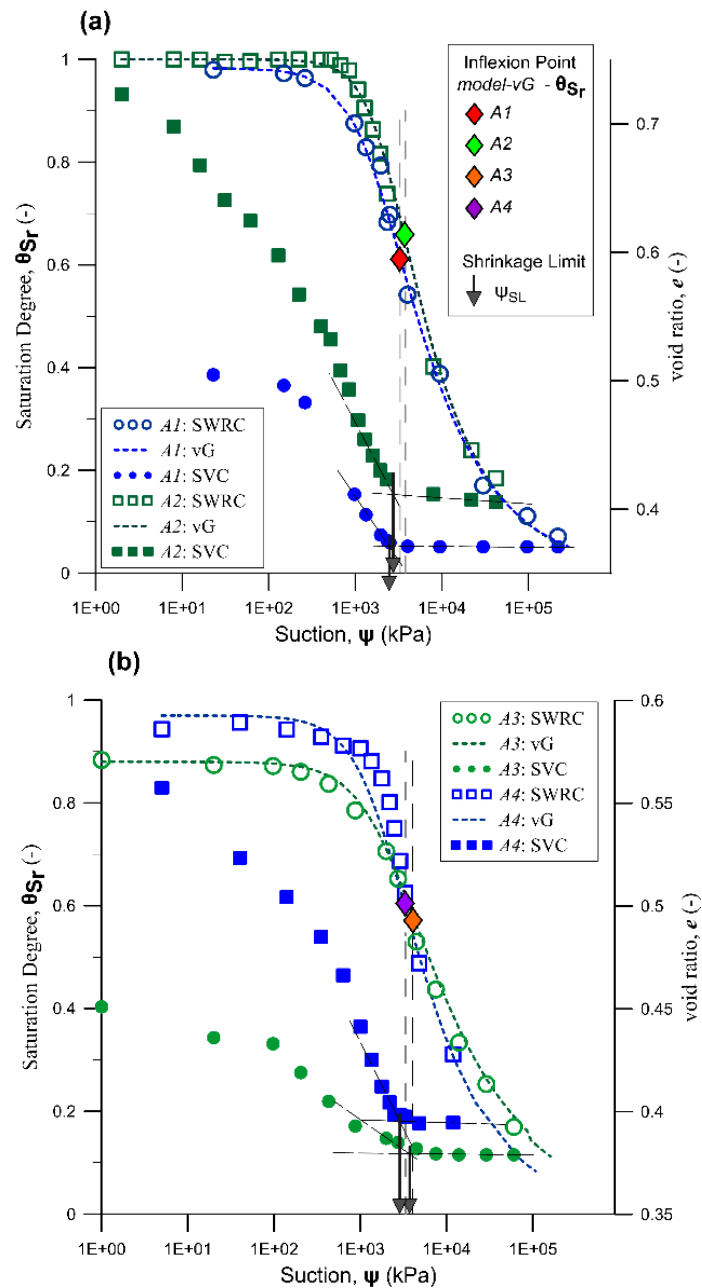 (a)
Saturation Degree, θSr (-)
1
0.8
0.6
0.4
0.2
0
Inflexion Point
model-vG - θSr
A1
A2
A3
A4
Shrinkage Limit
ΨSL
0.7
0.6
0.5
0.4
void ratio, e (-)
A1: SWRC
A1: vG
A1: SVC
A2: SWRC
A2: vG
A2: SVC
1E+00 1E+01 1E+02 1E+03 1E+04 1E+05
Suction, ψ (kPa)
(b)
Saturation Degree, θSr (-)
1
0.8
0.6
0.4
0.2
0
A3: SWRC
A3: vG
A3: SVC
A4: SWRC
A4: vG
A4: SVC
0.6
0.55
0.5
0.45
0.4
0.35
void ratio, e (-)
1E+00 1E+01 1E+02 1E+03 1E+04 1E+05
Suction, ψ (kPa)